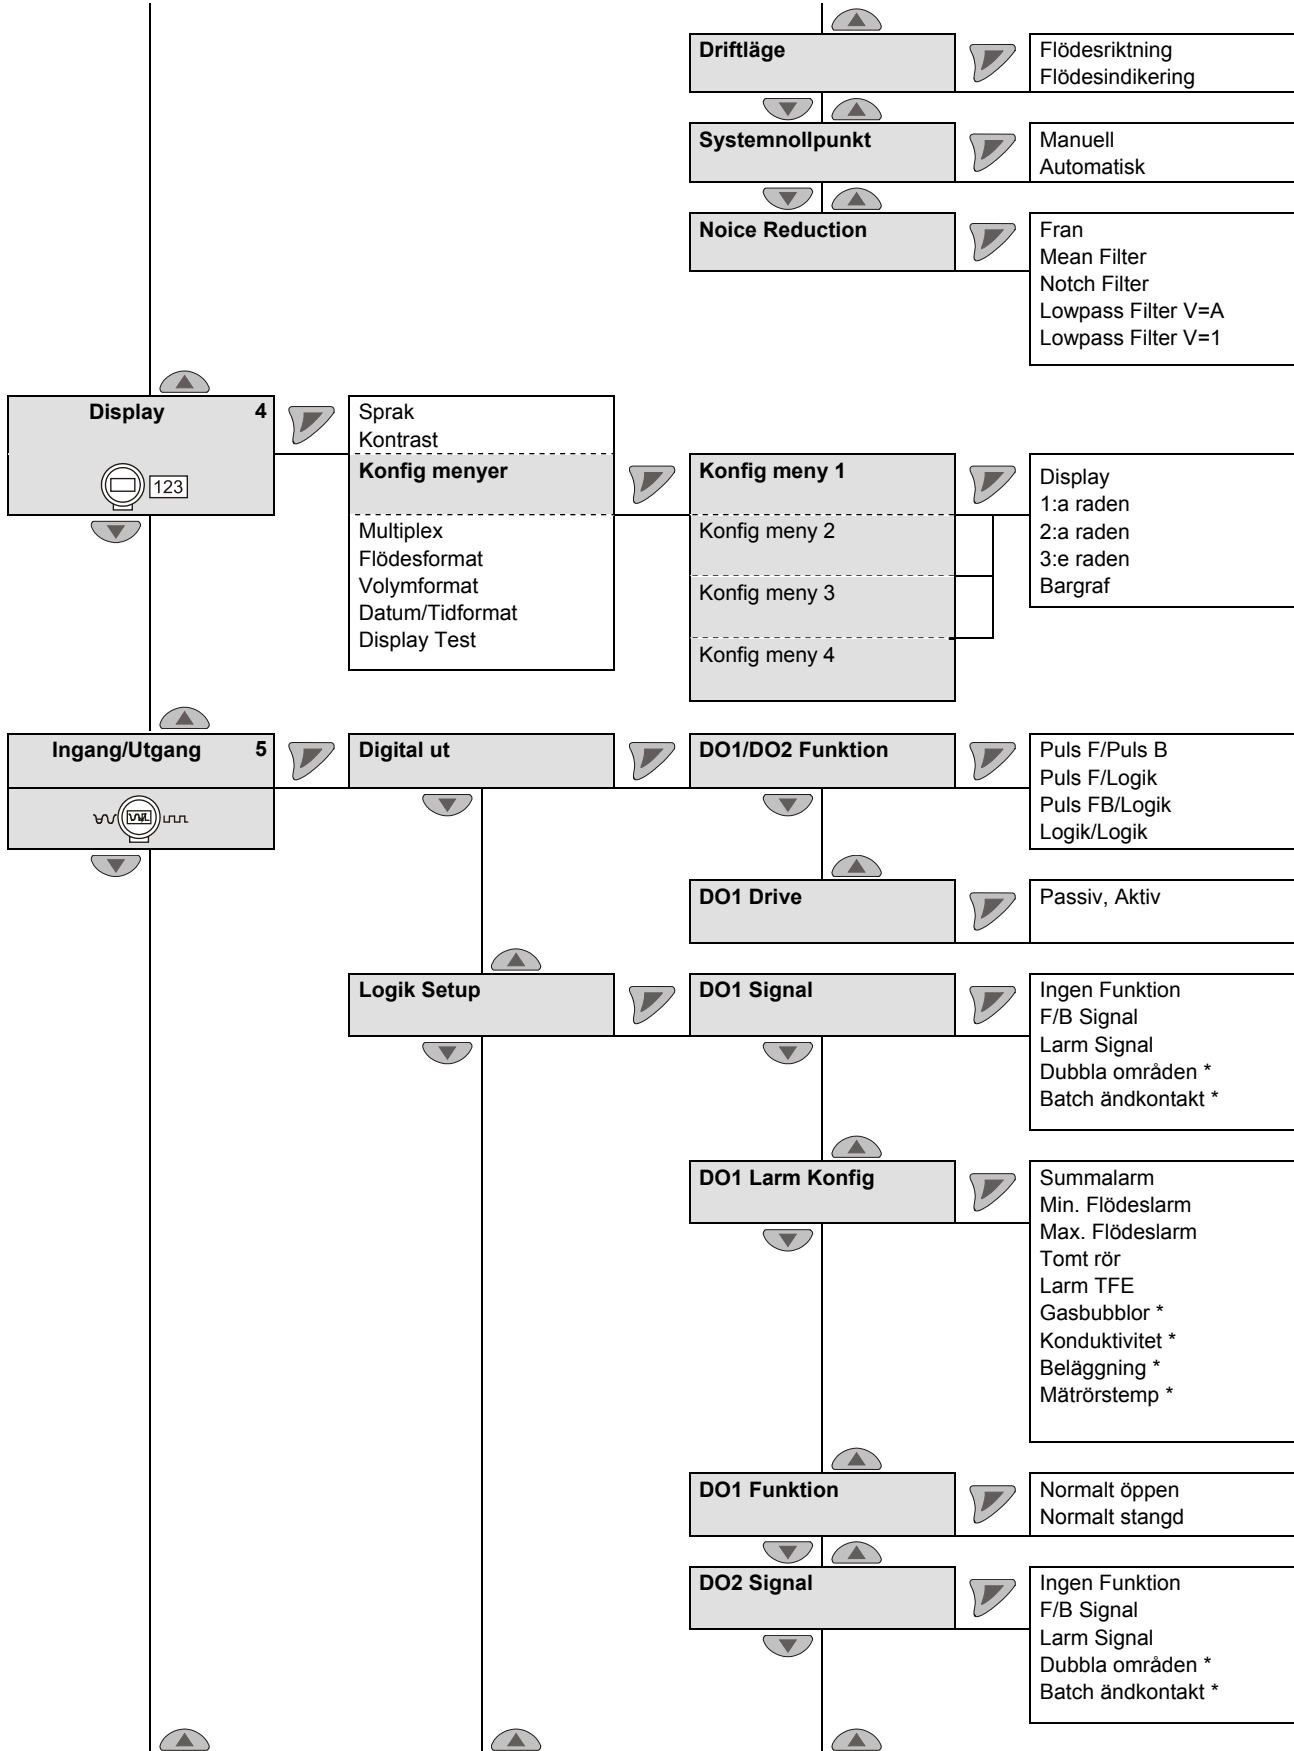 Driftläge
Flödesriktning
Flödesindikering
Systemnollpunkt
Manuell
Automatisk
Noice Reduction
Fran
Mean Filter
Notch Filter
Lowpass Filter V=A
Lowpass Filter V=1
Display 4
123
Sprak
Kontrast
Konfig menyer
Multiplex
Flödesformat
Volymformat
Datum/Tidformat
Display Test
Konfig meny 1
Konfig meny 2
Konfig meny 3
Konfig meny 4
Display
1:a raden
2:a raden
3:e raden
Bargraf
Ingang/Utgang 5
Digital ut
DO1/DO2 Funktion
Puls F/Puls B
Puls F/Logik
Puls FB/Logik
Logik/Logik
DO1 Drive
Passiv, Aktiv
Logik Setup
DO1 Signal
Ingen Funktion
F/B Signal
Larm Signal
Dubbla områden *
Batch ändkontakt *
DO1 Larm Konfig
Summalarm
Min. Flödeslarm
Max. Flödeslarm
Tomt rör
Larm TFE
Gasbubblor *
Konduktivitet *
Beläggning *
Mätrörstemp *
DO1 Funktion
Normalt öppen
Normalt stangd
DO2 Signal
Ingen Funktion
F/B Signal
Larm Signal
Dubbla områden *
Batch ändkontakt *